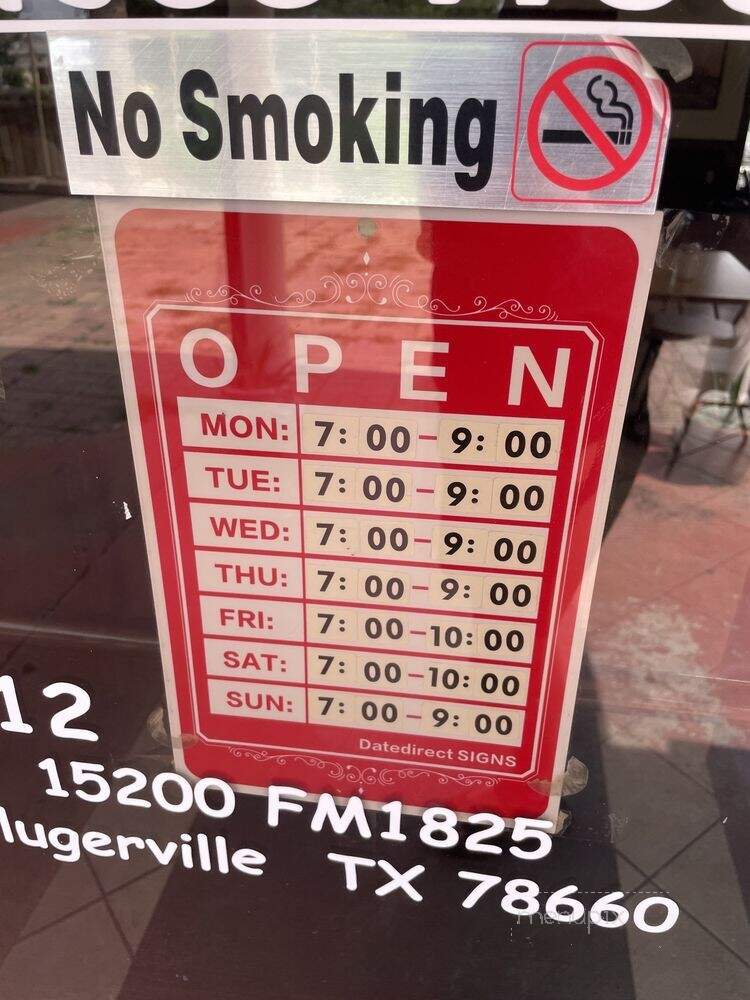 No Smoking
OPEN
MON: 7:00-9:00
TUE: 7:00-9:00
WED: 7:00-9:00
THU: 7:00-9:00
FRI: 7:00-10:00
SAT: 7:00-10:00
SUN: 7:00-9:00
Datedirect SIGNS
12
15200 FM1825
lugerville TX 78660
menupix